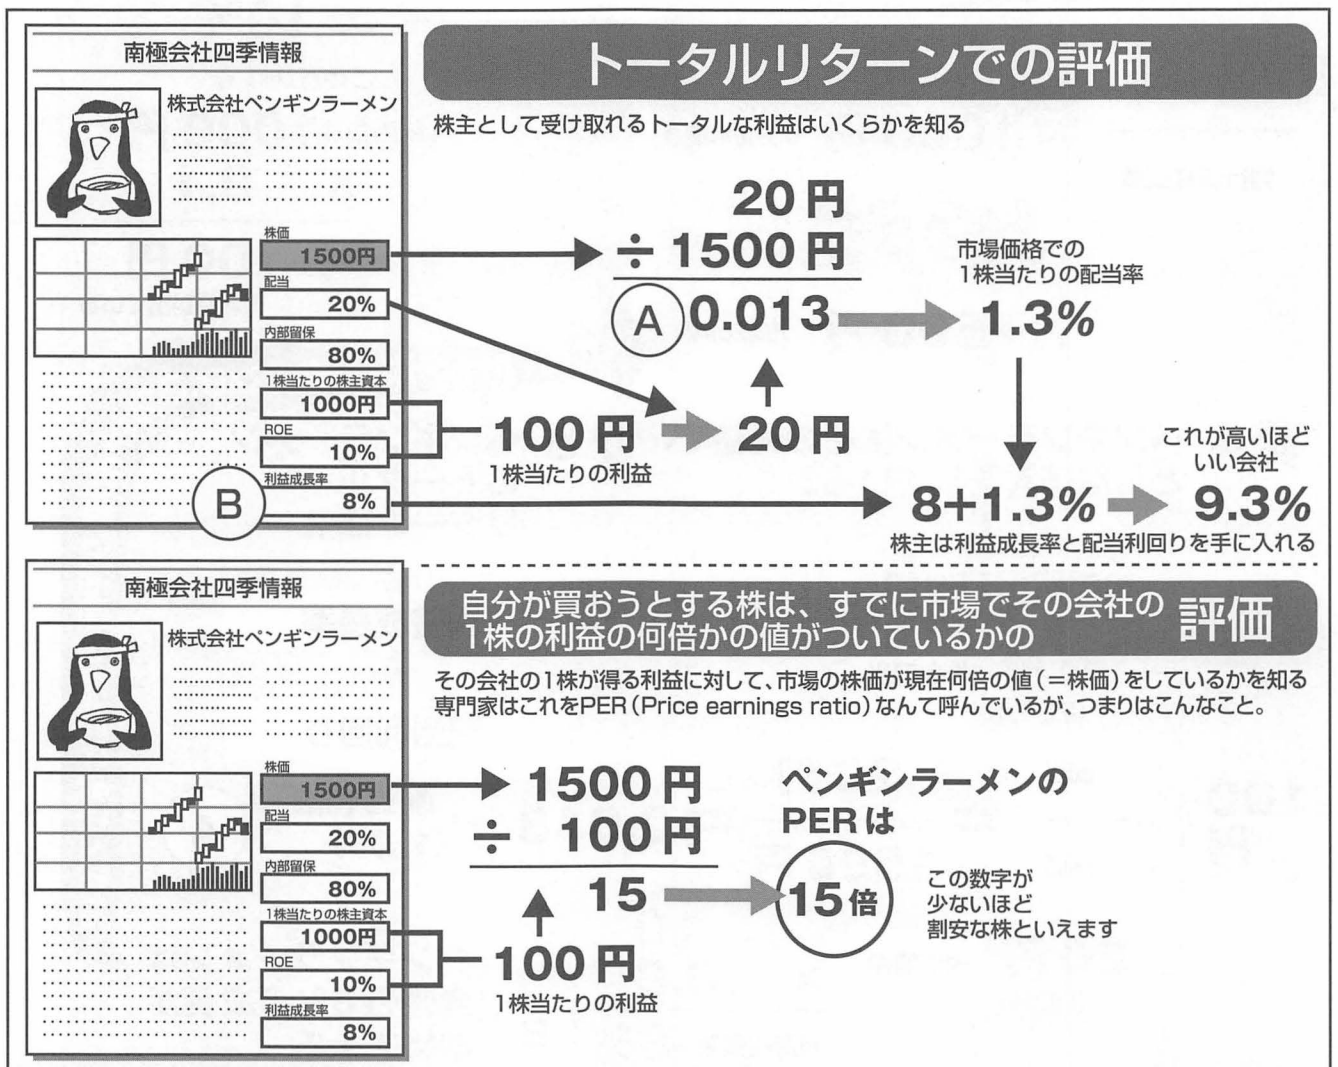 南極会社四季情報
株式会社ペンギンラーメン
株価
1500円
配当
20%
内部留保
80%
1株当たりの株主資本
1000円
ROE
10%
利益成長率
B
8%
トータルリターンでの評価
株主として受け取れるトータルな利益はいくらかを知る
20円
÷ 1500円
A 0.013
市場価格での
1株当たりの配当率
1.3%
100円
1株当たりの利益
20円
これが高いほど
いい会社
8+1.3%
9.3%
株主は利益成長率と配当利回りを手に入れる
南極会社四季情報
株式会社ペンギンラーメン
株価
1500円
配当
20%
内部留保
80%
1株当たりの株主資本
1000円
ROE
10%
利益成長率
8%
自分が買おうとする株は、すでに市場でその会社の
1株の利益の何倍かの値がついているかの 評価
その会社の1株が得る利益に対して、市場の株価が現在何倍の値(=株価)をしているかを知る
専門家はこれをPER(Price earnings ratio)なんて呼んでいるが、つまりはこんなこと。
1500円
÷ 100円
15
100円
1株当たりの利益
ペンギンラーメンの
PERは
15倍
この数字が
少ないほど
割安な株といえます